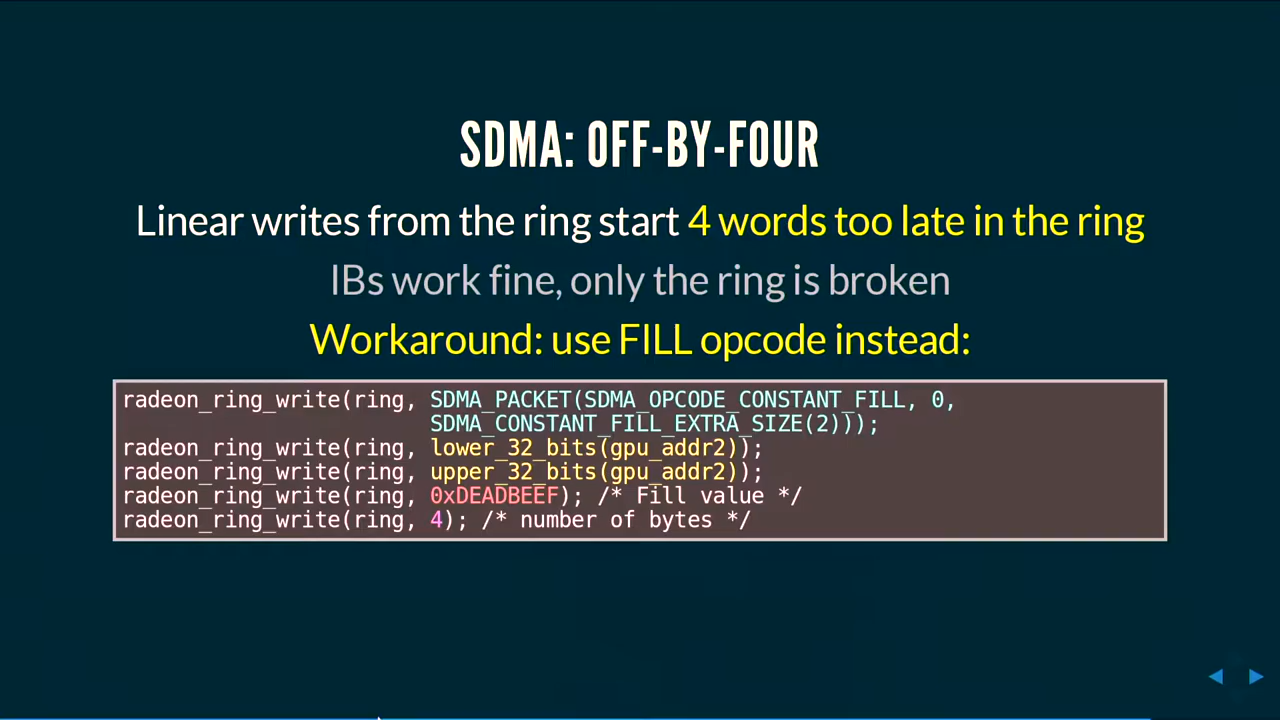 SDMA: OFF-BY-FOUR
Linear writes from the ring start 4 words too late in the ring
IBs work fine, only the ring is broken
Workaround: use FILL opcode instead:
radeon_ring_write(ring, SDMA_PACKET(SDMA_OPCODE_CONSTANT_FILL, 0,
                        SDMA_CONSTANT_FILL_EXTRA_SIZE(2)));
radeon_ring_write(ring, lower_32_bits(gpu_addr2));
radeon_ring_write(ring, upper_32_bits(gpu_addr2));
radeon_ring_write(ring, 0xDEADBEEF); /* Fill value */
radeon_ring_write(ring, 4); /* number of bytes */